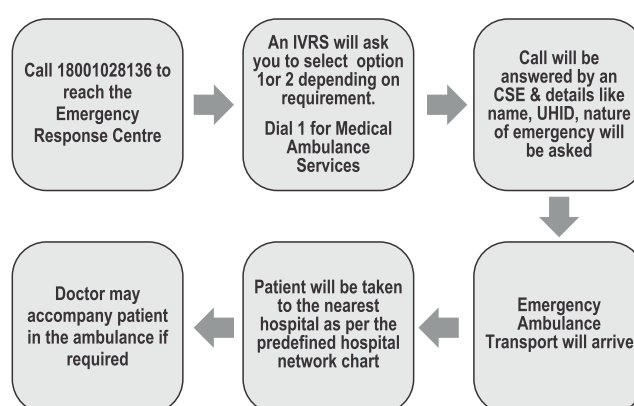 Call 18001028136 to
reach the
Emergency
Response Centre
An IVRS will ask
you to select option
1or 2 depending on
requirement.
Dial 1 for Medical
Ambulance
Services
Call will be
answered by an
CSE & details like
name, UHID, nature
of emergency will
be asked
Emergency
Ambulance
Transport will arrive
Patient will be taken
to the nearest
hospital as per the
predefined hospital
network chart
Doctor may
accompany patient
in the ambulance if
required